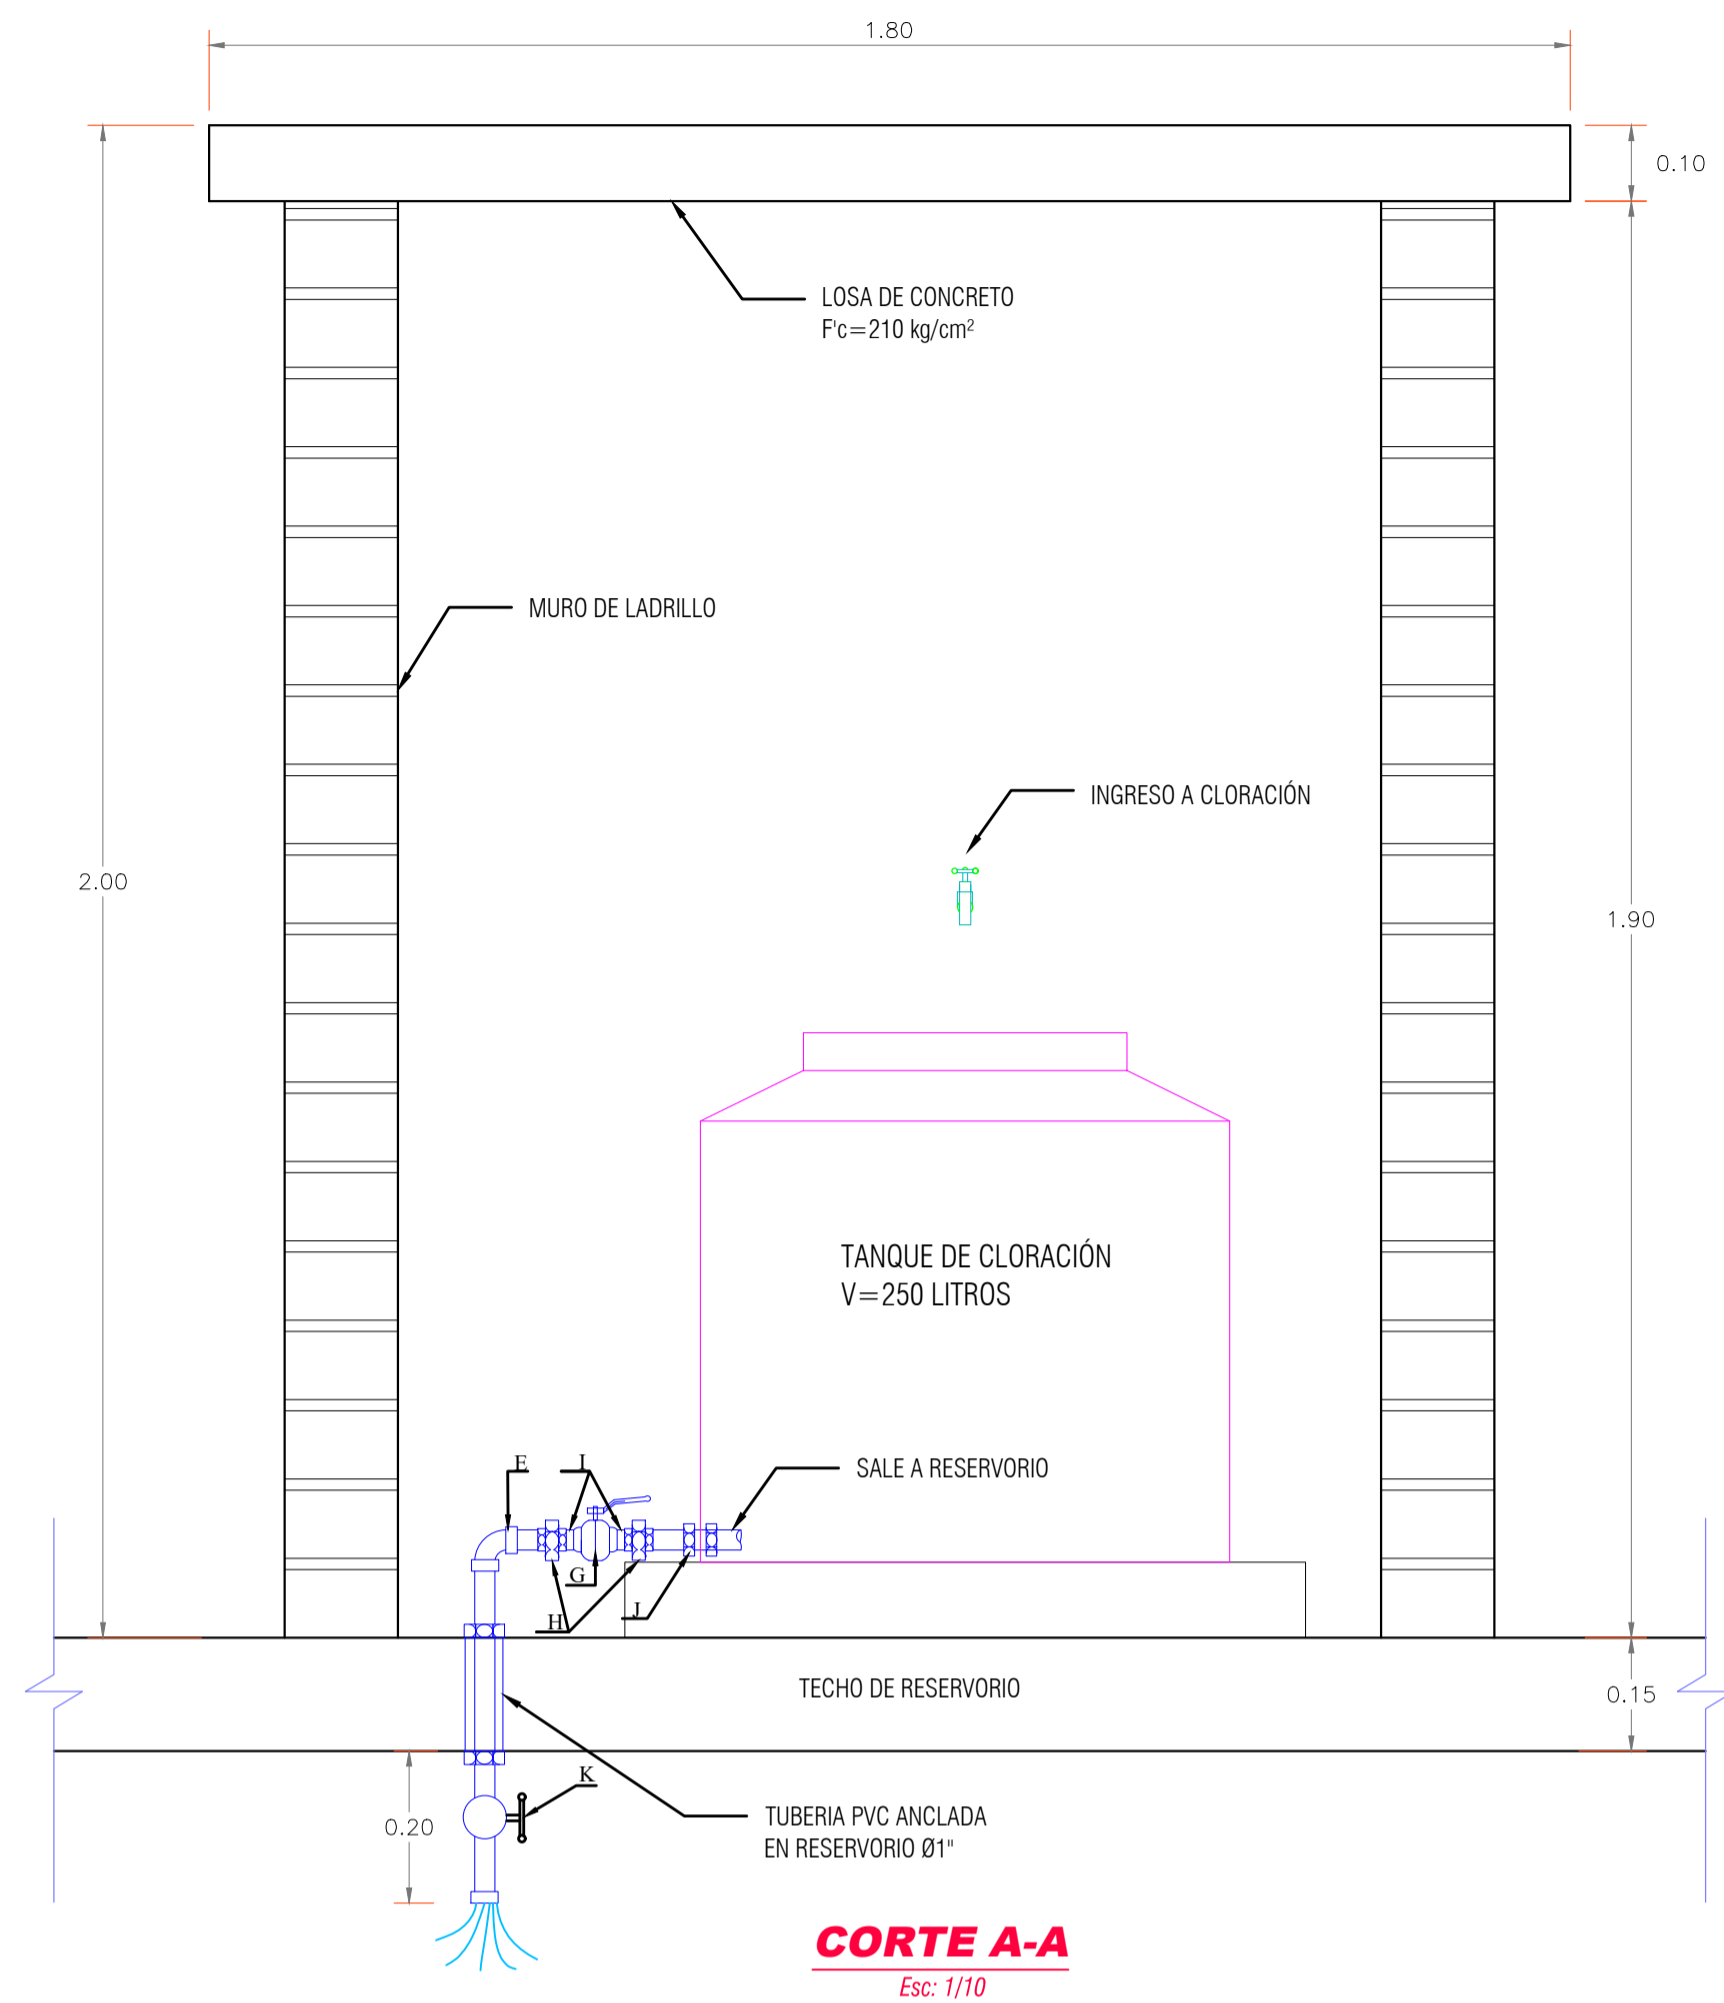 1.80
0.10
LOSA DE CONCRETO
F'c=210 kg/cm²
MURO DE LADRILLO
INGRESO A CLORACIÓN
2.00
1.90
TANQUE DE CLORACIÓN
V=250 LITROS
E
I
SALE A RESERVORIO
G
H
J
TECHO DE RESERVORIO
0.15
K
0.20
TUBERIA PVC ANCLADA
EN RESERVORIO Ø1"
CORTE A-A
Esc: 1/10